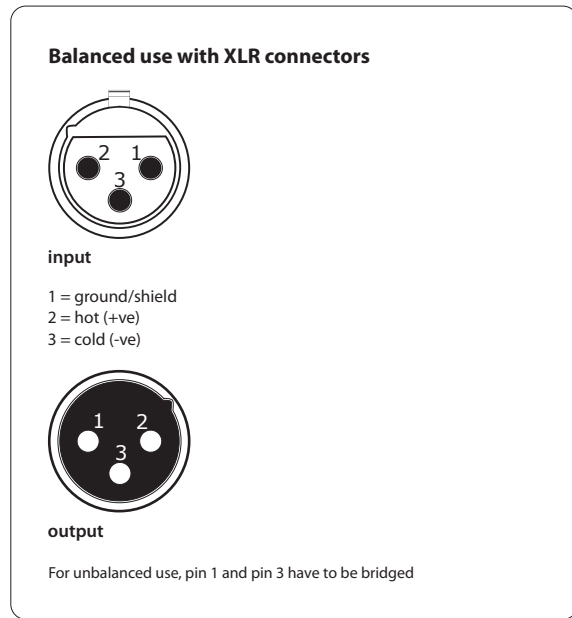 Balanced use with XLR connectors
2 1
3
input
1 = ground/shield
2 = hot (+ve)
3 = cold (-ve)
1 2
3
output
For unbalanced use, pin 1 and pin 3 have to be bridged